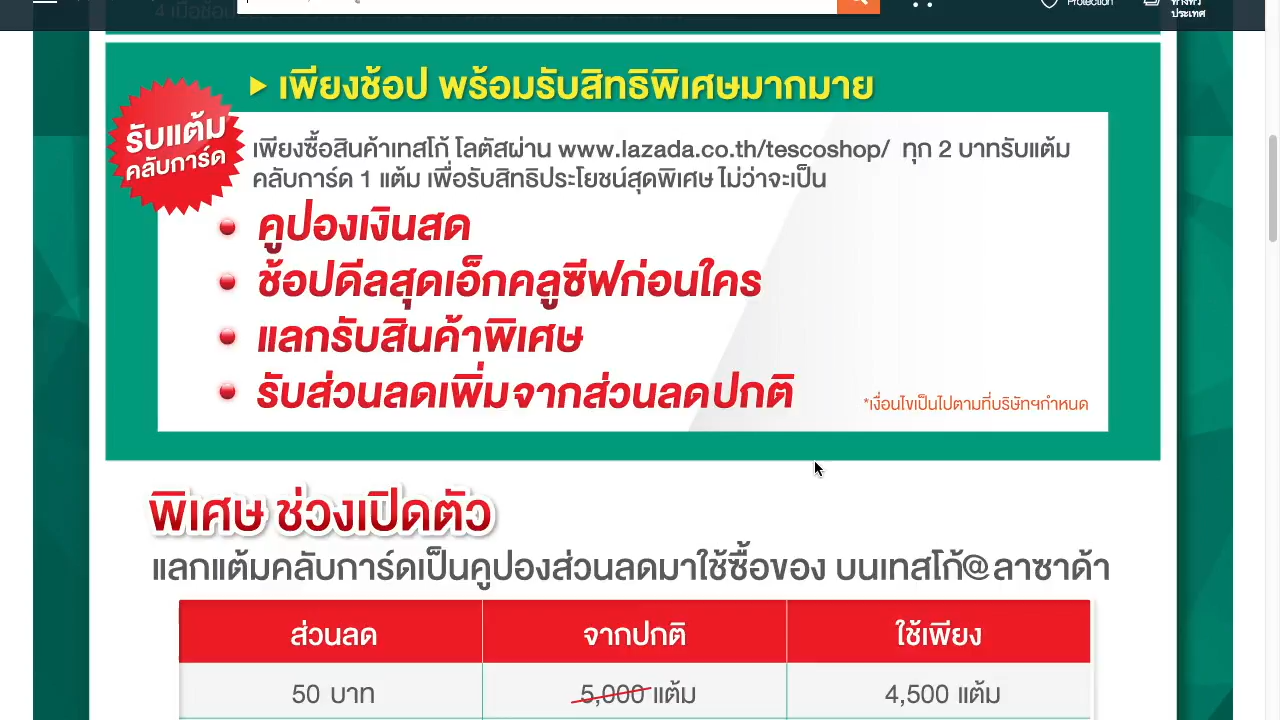 4 เมื่อช้อป
Protection
ประเทศ
เพียงช้อป พร้อมรับสิทธิพิเศษมากมาย
รับแต้ม
คลับการ์ด
เพียงซื้อสินค้าเทสโก้ โลตัสผ่าน www.lazada.co.th/tescoshop/ ทุก 2 บาทรับแต้ม
คลับการ์ด 1 แต้ม เพื่อรับสิทธิประโยชน์สุดพิเศษ ไม่ว่าจะเป็น
คูปองเงินสด
ช้อปดีลสุดเอ็กคลูซีฟก่อนใคร
แลกรับสินค้าพิเศษ
รับส่วนลดเพิ่มจากส่วนลดปกติ
*เงื่อนไขเป็นไปตามที่บริษัทฯกำหนด
พิเศษ ช่วงเปิดตัว
แลกแต้มคลับการ์ดเป็นคูปองส่วนลดมาใช้ซื้อของ บนเทสโก้@ลาซาด้า
ส่วนลด จากปกติ ใช้เพียง
50 บาท 5,000 แต้ม 4,500 แต้ม